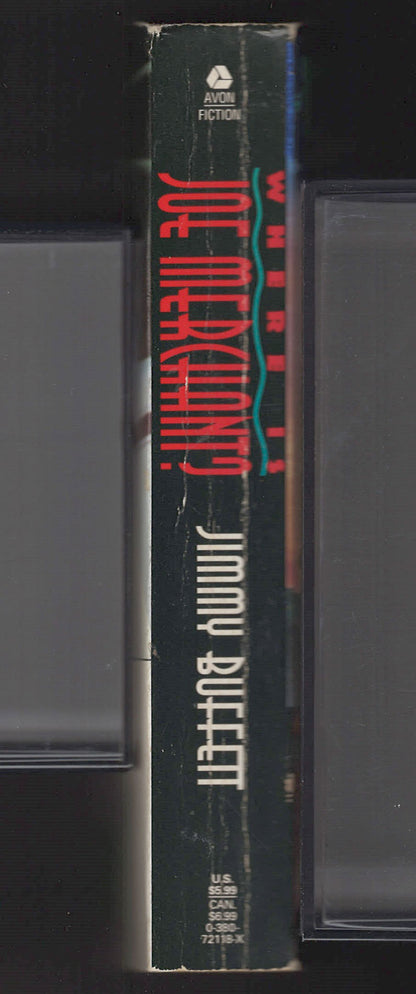 AVON
FICTION
WHERE IS
JOE MERCHANT?
JIMMY BUFFETT
U.S.
$5.99
CAN.
$6.99
0-380-
72118-X